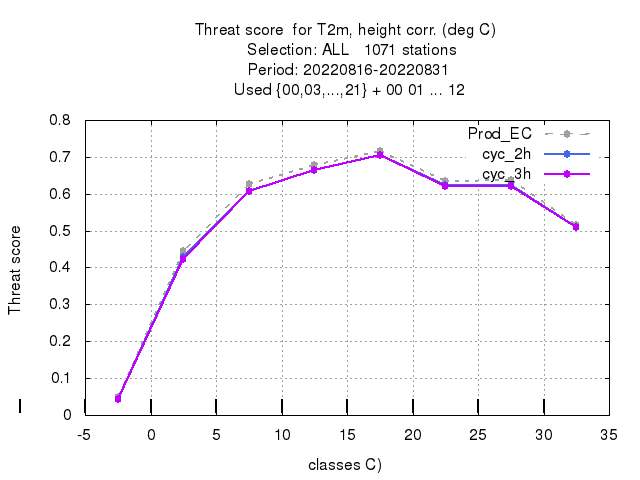 Threat score  for T2m, height corr. (deg C)
Selection: ALL   1071 stations
Period: 20220816-20220831
Used {00,03,...,21} + 00 01 ... 12
Prod_EC
cyc_2h
cyc_3h
0.8
0.7
0.6
0.5
0.4
0.3
0.2
0.1
0
Threat score
-5 0 5 10 15 20 25 30 35
classes C)